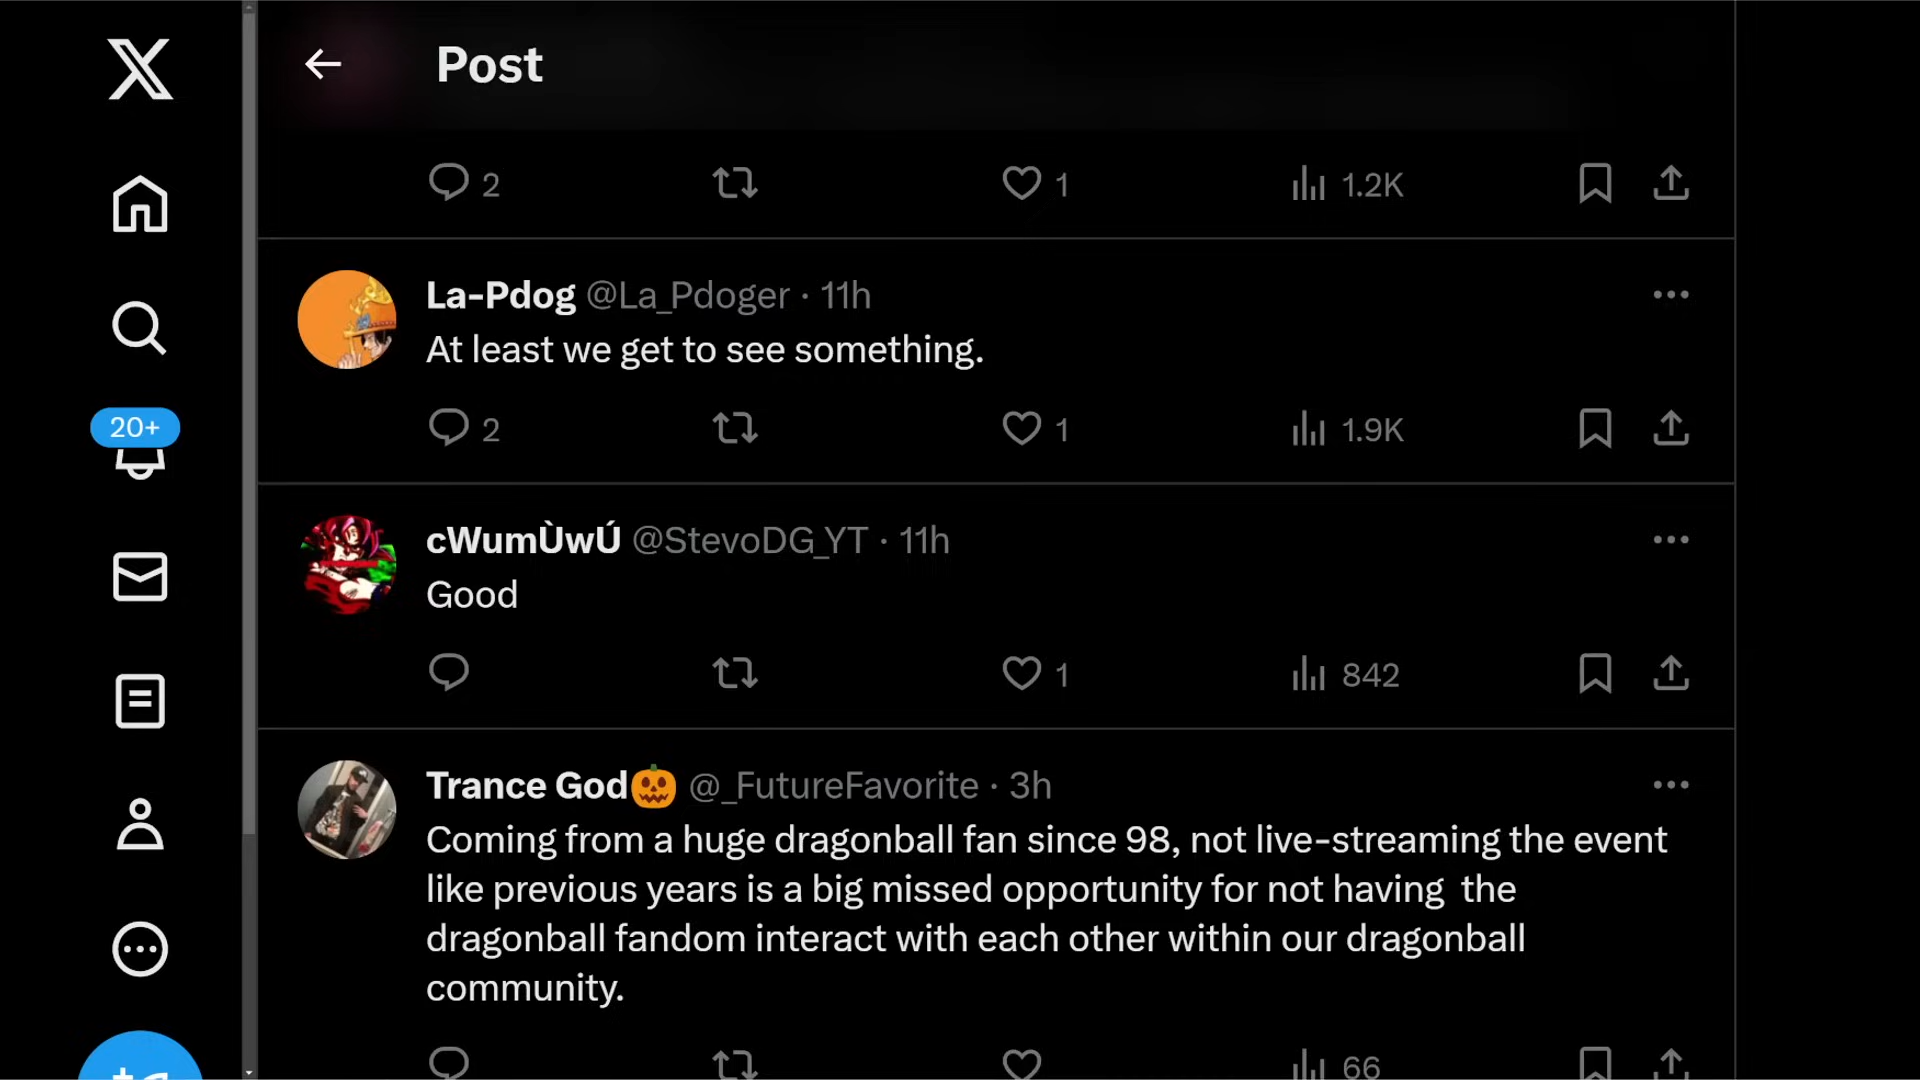 Post
2 1 1.2K
La-Pdog @La_Pdoger · 11h
At least we get to see something.
20+
2 1 1.9K
cWumÙwÚ @StevoDG_YT · 11h
Good
1 842
Trance God🎃 @_FutureFavorite · 3h
Coming from a huge dragonball fan since 98, not live-streaming the event
like previous years is a big missed opportunity for not having  the
dragonball fandom interact with each other within our dragonball
community.
66